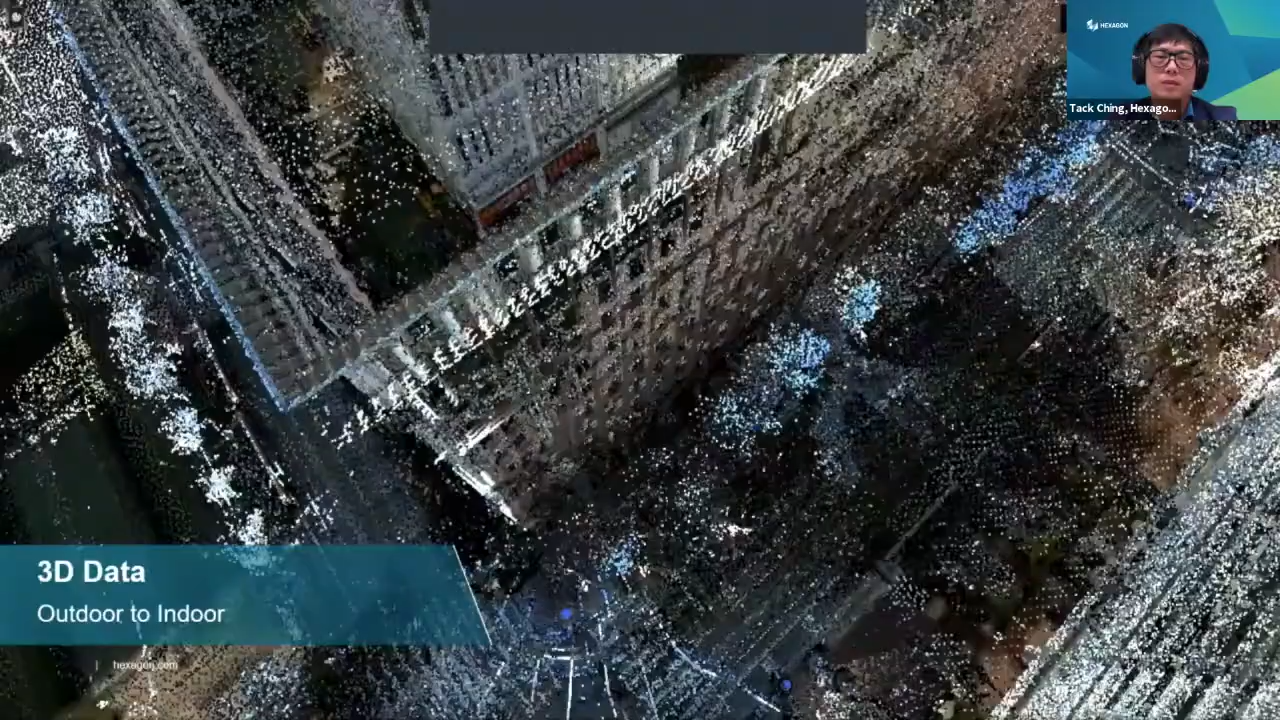 HEXAGON
Tack Ching, Hexago...
3D Data
Outdoor to Indoor
| hexagon.com